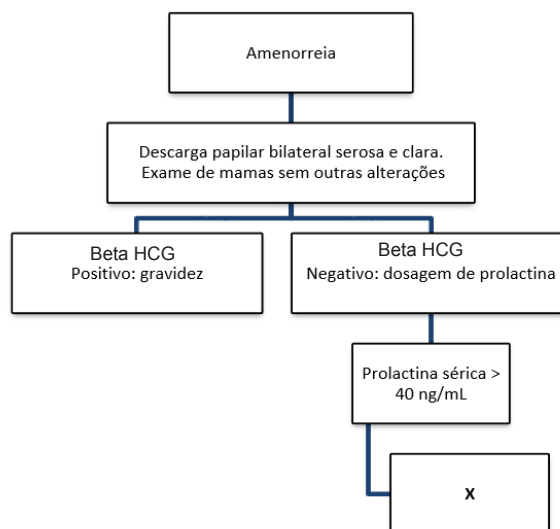 Amenorreia
Descarga papilar bilateral serosa e clara.
Exame de mamas sem outras alterações
Beta HCG
Positivo: gravidez
Beta HCG
Negativo: dosagem de prolactina
Prolactina sérica >
40 ng/mL
X